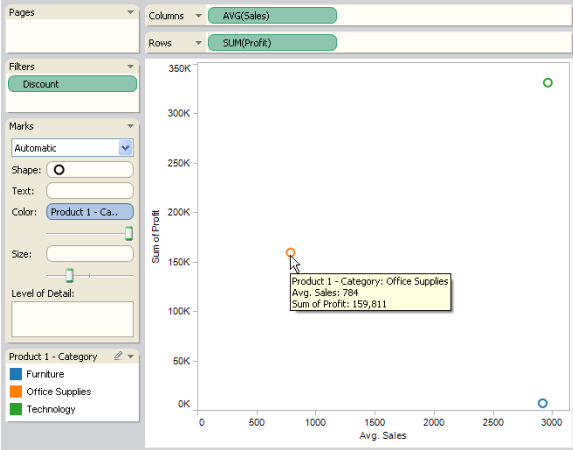 Pages
Columns
AVG(Sales)
Rows
SUM(Profit)
Filters
Discount
Marks
Automatic
Shape:
Text:
Color:
Product 1 - Ca..
Size:
Level of Detail:
Product 1 - Category
Furniture
Office Supplies
Technology
350K
300K
250K
200K
150K
100K
50K
0K
Sum of Profit
Product 1 - Category: Office Supplies
Avg. Sales: 784
Sum of Profit: 159,811
0 500 1000 1500 2000 2500 3000
Avg. Sales